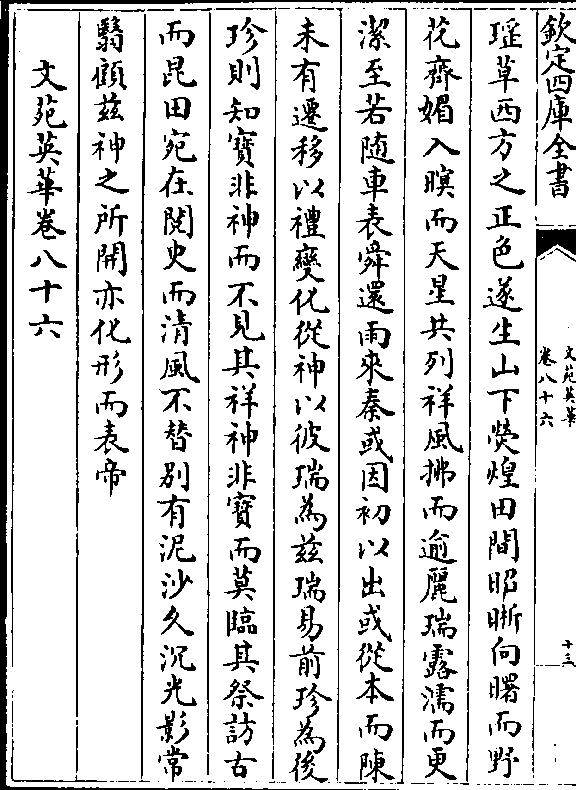 欽定四庫全書
文苑英華
卷八十六
十三
瑶草西方之正色遂生山下熒煌田間昭晰向曙而野
花齊媚入暝而天星共列祥風拂而逾麗瑞露濡而更
潔至若随車表舜還雨來秦或因初以出或從本而陳
未有遷移以禮變化從神以彼瑞為兹瑞易前珍為後
珍則知寶非神而不見其祥神非寶而莫臨其祭訪古
而昆田宛在閲史而清風不替别有泥沙久沉光影常
翳顧兹神之所開亦化形而表帝
文苑英華卷八十六